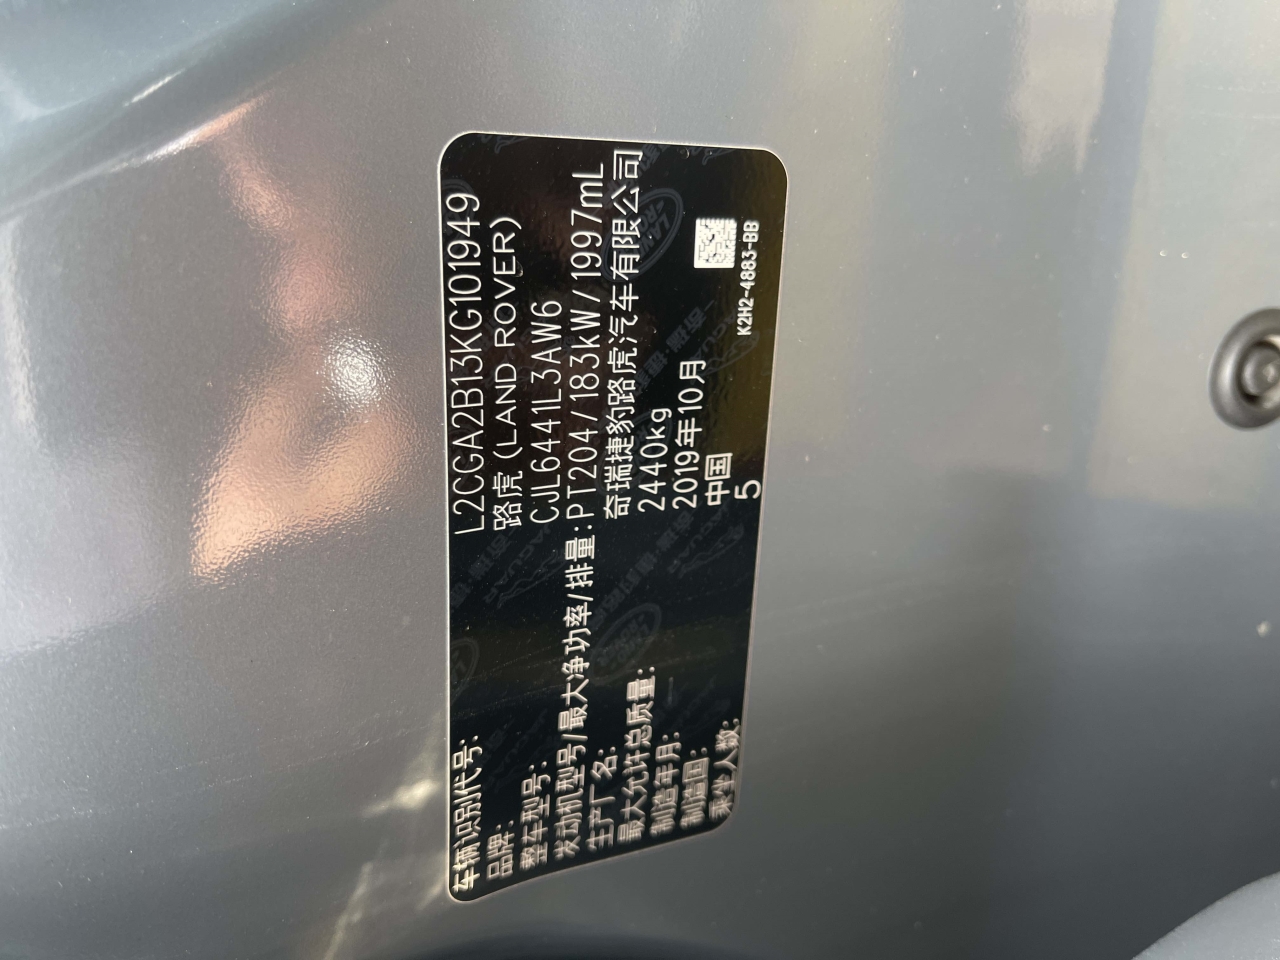 车辆识别代号: L2CGA2B13KG101949
品牌: 路虎 (LAND ROVER)
整车型号: CJL6441L3AW6
发动机型号/最大净功率/排量: PT204/183kW/1997mL
生产厂名: 奇瑞捷豹路虎汽车有限公司
最大允许总质量: 2440kg
制造年月: 2019年10月
制造国: 中国
乘坐人数: 5
K2H2-4883-BB